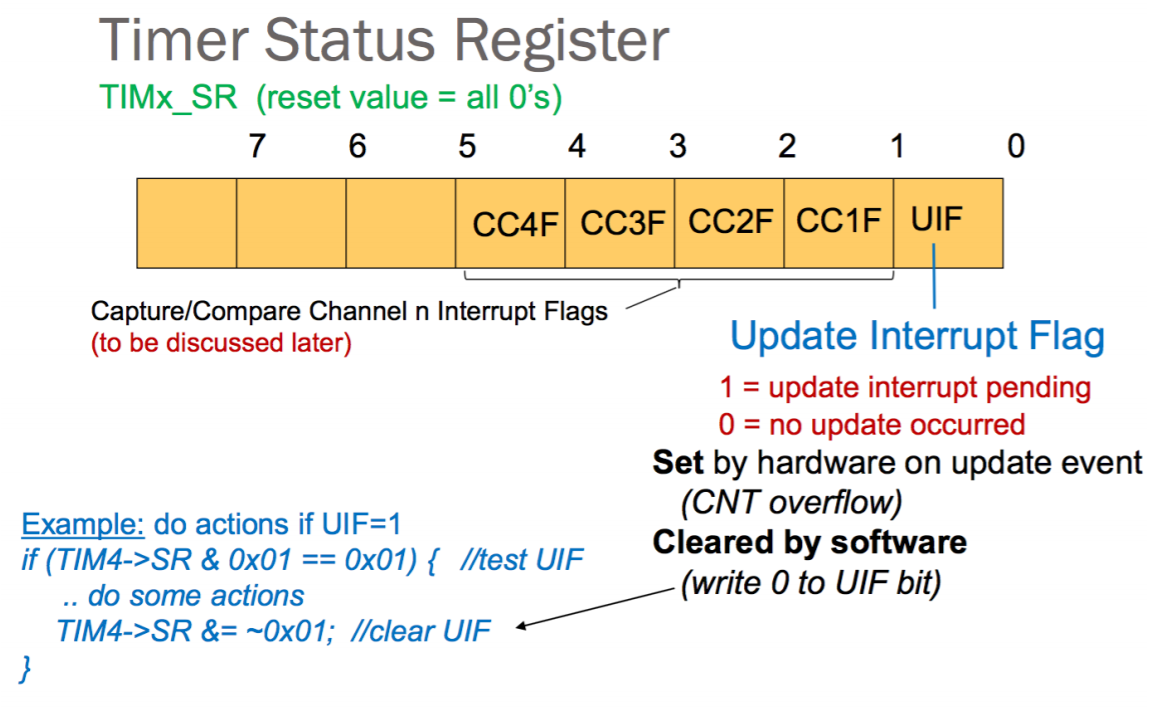 Timer Status Register
TIMx_SR (reset value = all 0's)
7 6 5 4 3 2 1 0
CC4F CC3F CC2F CC1F UIF
Capture/Compare Channel n Interrupt Flags
(to be discussed later)
Update Interrupt Flag
1 = update interrupt pending
0 = no update occurred
Set by hardware on update event
(CNT overflow)
Cleared by software
(write 0 to UIF bit)
Example: do actions if UIF=1
if (TIM4->SR & 0x01 == 0x01) { //test UIF
.. do some actions
TIM4->SR &= ~0x01; //clear UIF
}